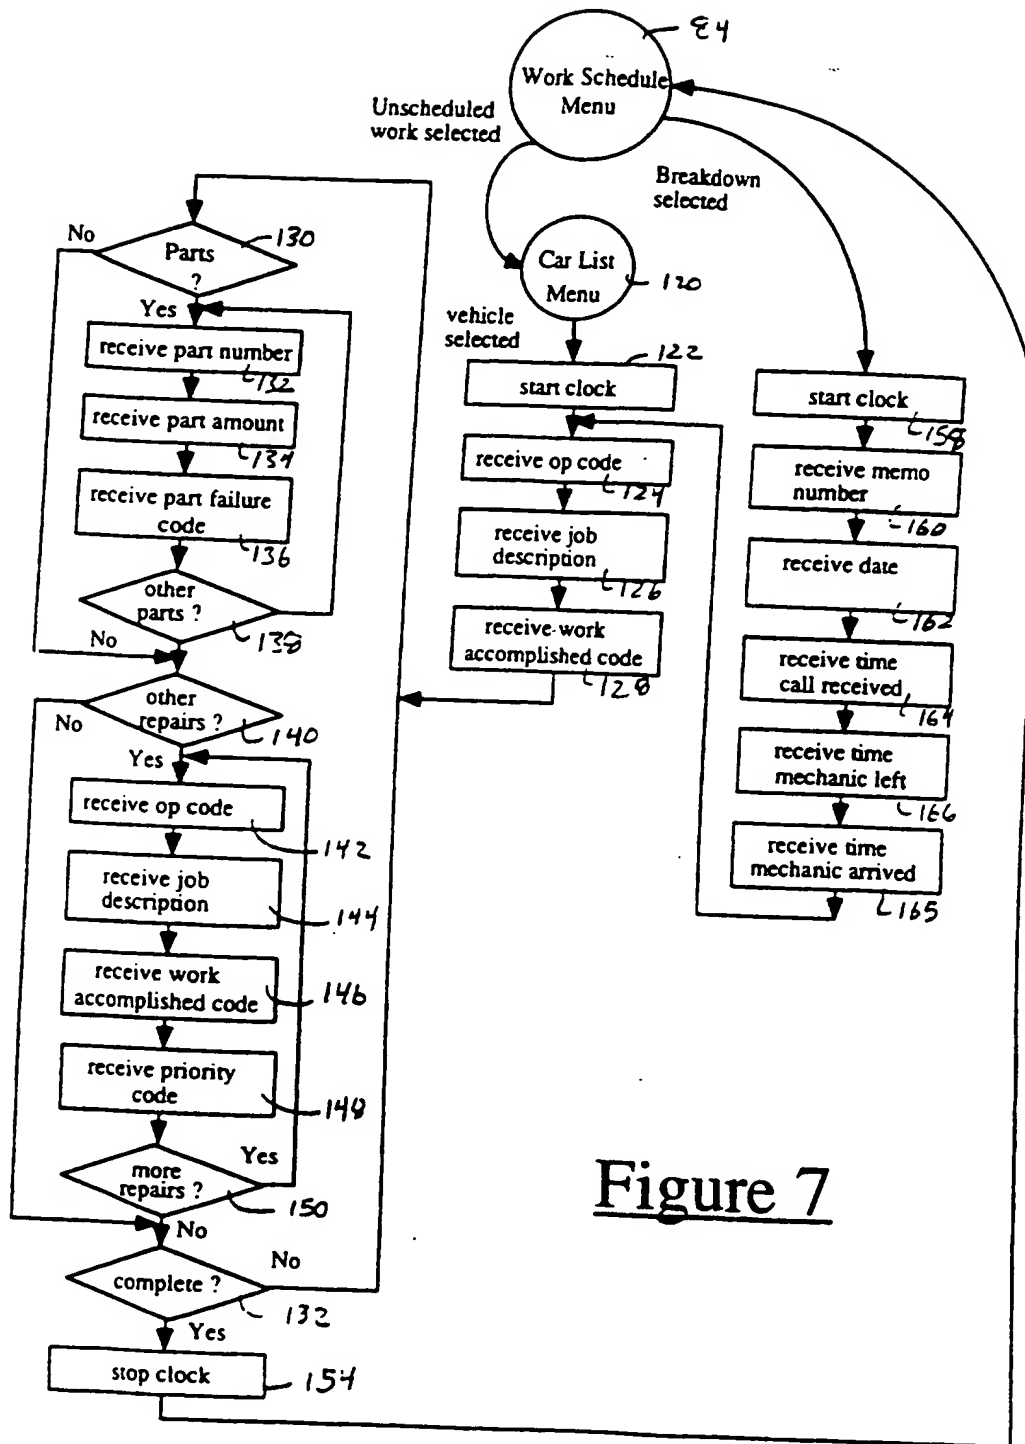 84
Work Schedule
Menu
Unscheduled
work selected
Breakdown
selected
Car List
Menu
120
vehicle
selected
122
start clock
receive op code
124
receive job
description
126
receive work
accomplished code
128
start clock
158
receive memo
number
160
receive date
162
receive time
call received
164
receive time
mechanic left
166
receive time
mechanic arrived
165
No
130
Parts
?
Yes
receive part number
132
receive part amount
134
receive part failure
code
136
other
parts ?
138
No
other
repairs ?
140
No
Yes
receive op code
142
receive job
description
144
receive work
accomplished code
146
receive priority
code
148
more
repairs ?
Yes
150
No
complete ?
No
132
Yes
stop clock
154
Figure 7